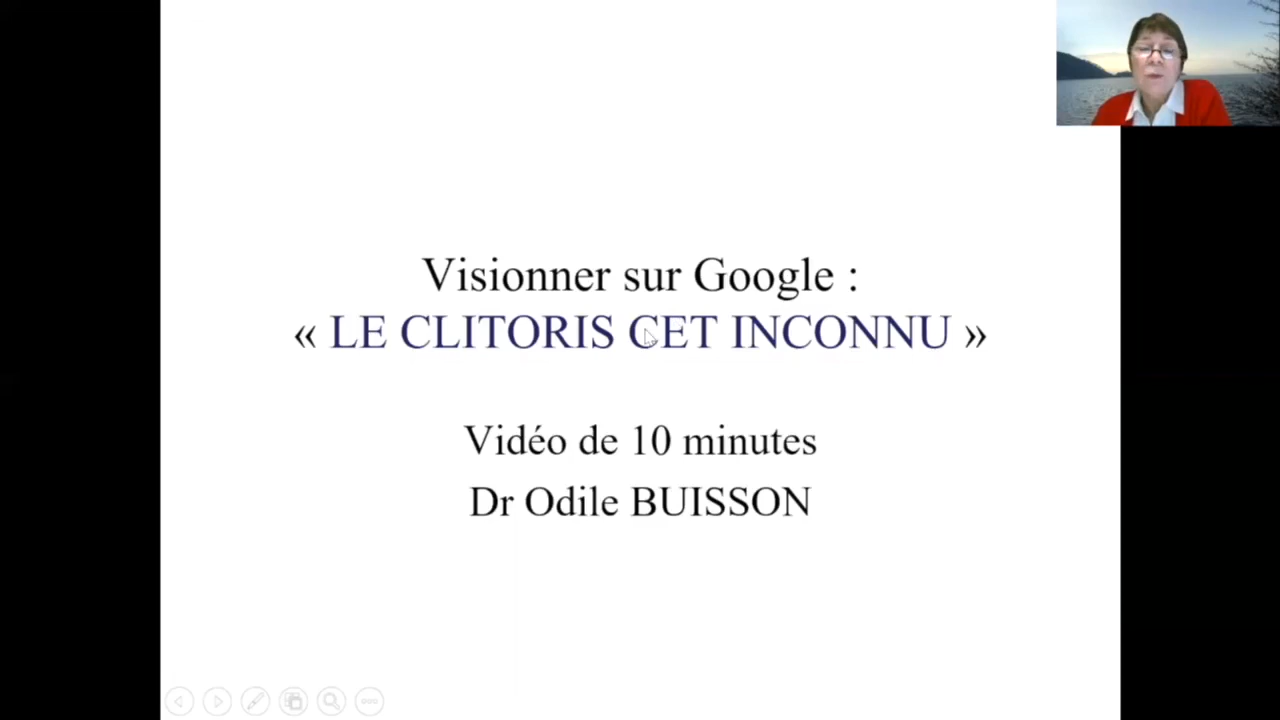 Visionner sur Google :
« LE CLITORIS CET INCONNU »
Vidéo de 10 minutes
Dr Odile BUISSON